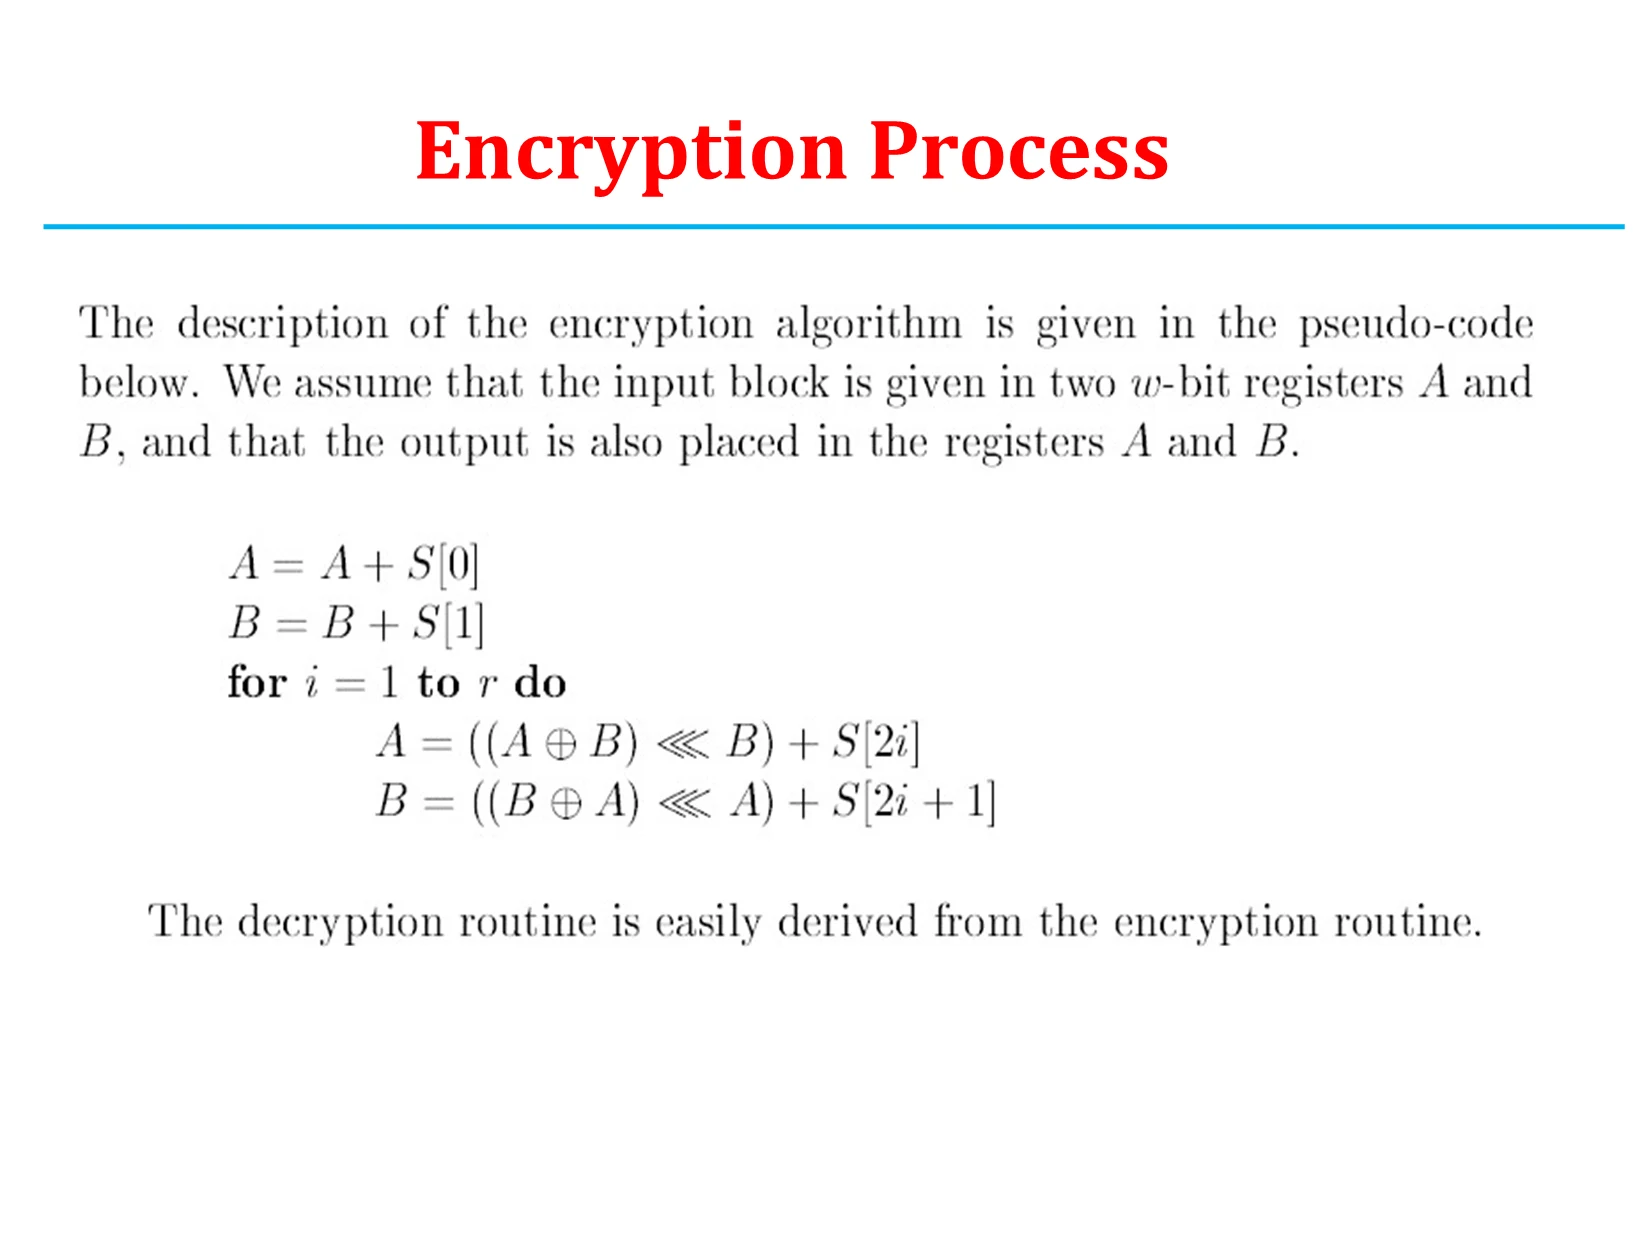 Encryption Process
The description of the encryption algorithm is given in the pseudo-code
below. We assume that the input block is given in two w-bit registers A and
B, and that the output is also placed in the registers A and B.
A = A + S[0]
B = B + S[1]
for i = 1 to r do
A = ((A ⊕ B) ⋘ B) + S[2i]
B = ((B ⊕ A) ⋘ A) + S[2i + 1]
The decryption routine is easily derived from the encryption routine.